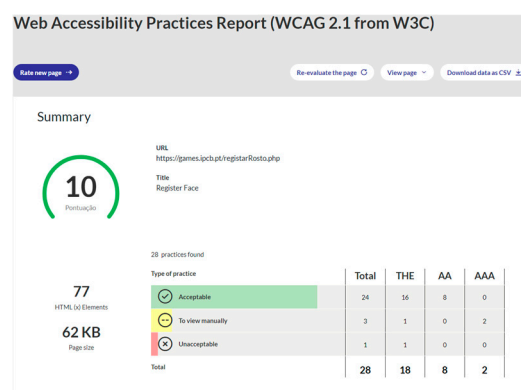 Web Accessibility Practices Report (WCAG 2.1 from W3C)
Rate new page
Re-evaluate the page
View page
Download data as CSV
Summary
10
Pontuação
URL
https://games.ipcb.pt/registarRosto.php
Title
Register Face
28 practices found
77
HTML (x) Elements
62 KB
Page size
Type of practice Total THE AA AAA
Acceptable 24 16 8 0
To view manually 3 1 0 2
Unacceptable 1 1 0 0
Total 28 18 8 2